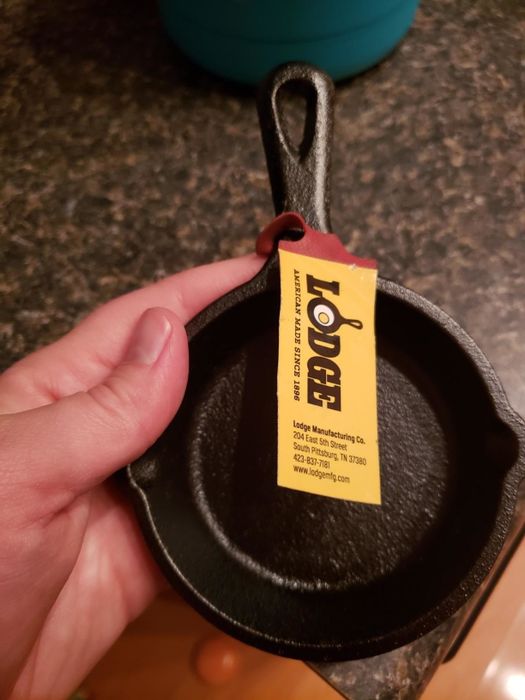 LODGE
AMERICAN MADE SINCE 1896
Lodge Manufacturing Co.
204 East 5th Street
South Pittsburg, TN 37380
423-837-7181
www.lodgemfg.com